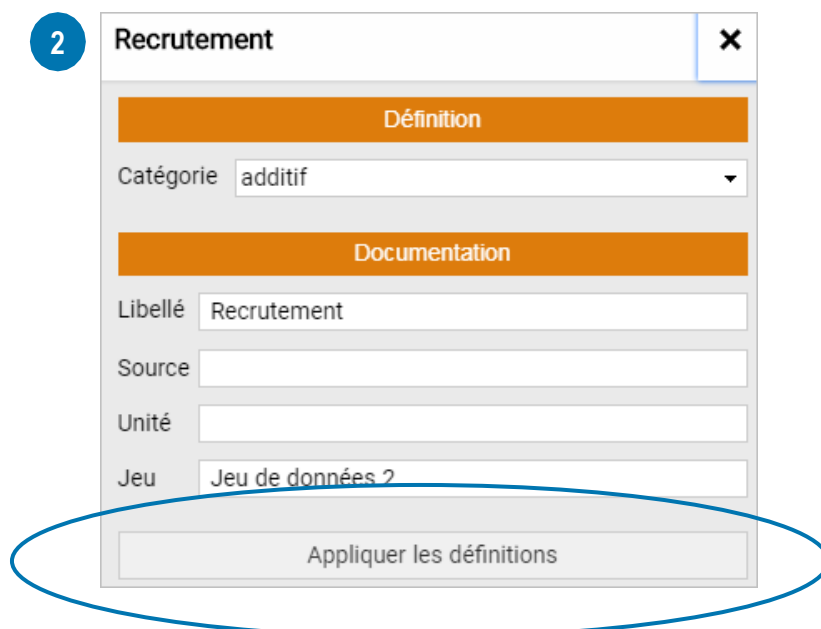 2
Recrutement ×
Définition
Catégorie additif
Documentation
Libellé Recrutement
Source
Unité
Jeu Jeu de données 2
Appliquer les définitions